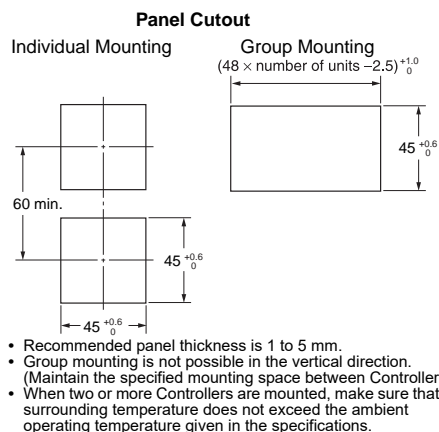 Panel Cutout
Individual Mounting
Group Mounting
(48 × number of units –2.5) +1.0 0
45 +0.6 0
60 min.
45 +0.6 0
45 +0.6 0
• Recommended panel thickness is 1 to 5 mm.
• Group mounting is not possible in the vertical direction.
(Maintain the specified mounting space between Controller
• When two or more Controllers are mounted, make sure that
surrounding temperature does not exceed the ambient
operating temperature given in the specifications.